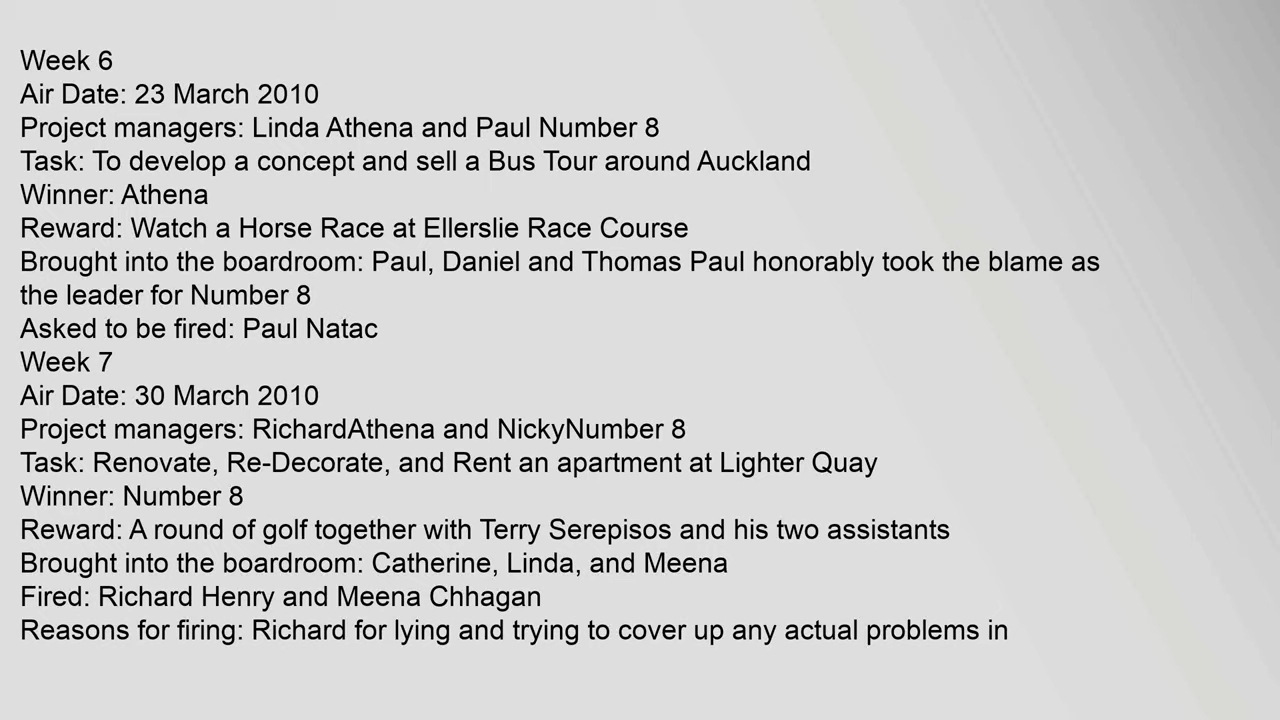 Week 6
Air Date: 23 March 2010
Project managers: Linda Athena and Paul Number 8
Task: To develop a concept and sell a Bus Tour around Auckland
Winner: Athena
Reward: Watch a Horse Race at Ellerslie Race Course
Brought into the boardroom: Paul, Daniel and Thomas Paul honorably took the blame as
the leader for Number 8
Asked to be fired: Paul Natac
Week 7
Air Date: 30 March 2010
Project managers: RichardAthena and NickyNumber 8
Task: Renovate, Re-Decorate, and Rent an apartment at Lighter Quay
Winner: Number 8
Reward: A round of golf together with Terry Serepisos and his two assistants
Brought into the boardroom: Catherine, Linda, and Meena
Fired: Richard Henry and Meena Chhagan
Reasons for firing: Richard for lying and trying to cover up any actual problems in